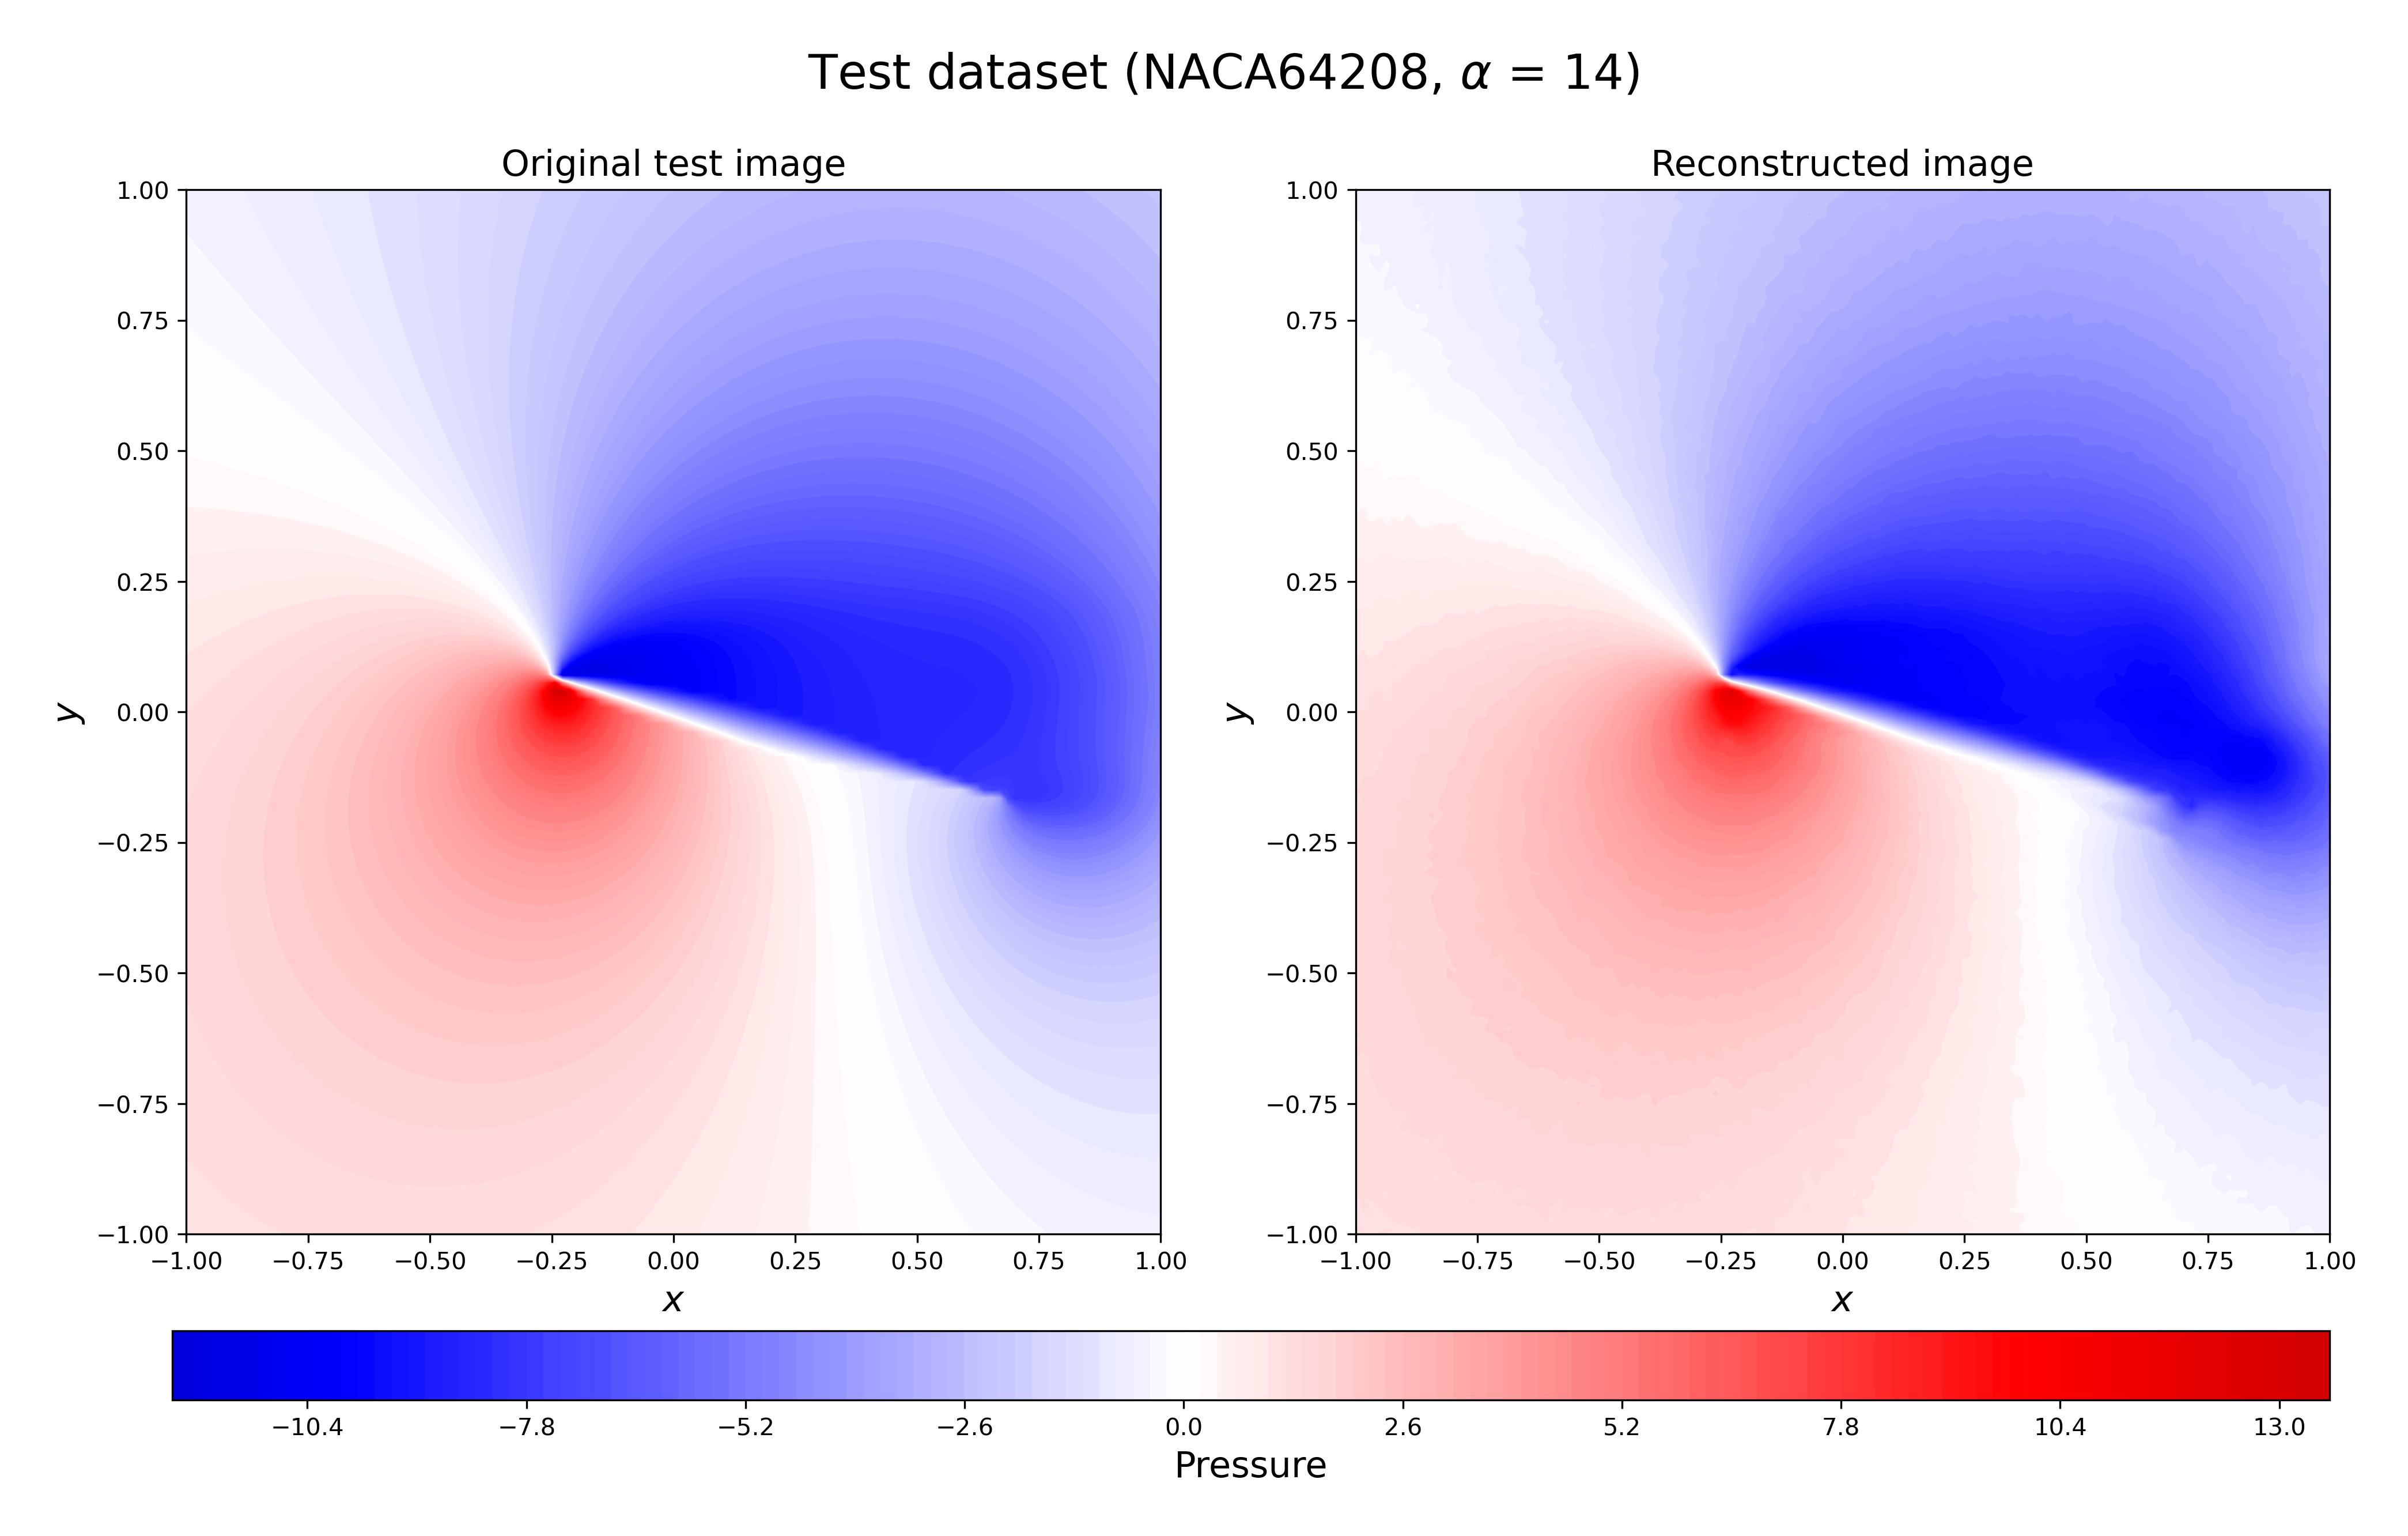 Test dataset (NACA64208, α = 14)
Original test image
Reconstructed image
1.00
0.75
0.50
0.25
0.00
−0.25
−0.50
−0.75
−1.00
y
−1.00 −0.75 −0.50 −0.25 0.00 0.25 0.50 0.75 1.00
x
1.00
0.75
0.50
0.25
0.00
−0.25
−0.50
−0.75
−1.00
y
−1.00 −0.75 −0.50 −0.25 0.00 0.25 0.50 0.75 1.00
x
−10.4 −7.8 −5.2 −2.6 0.0 2.6 5.2 7.8 10.4 13.0
Pressure